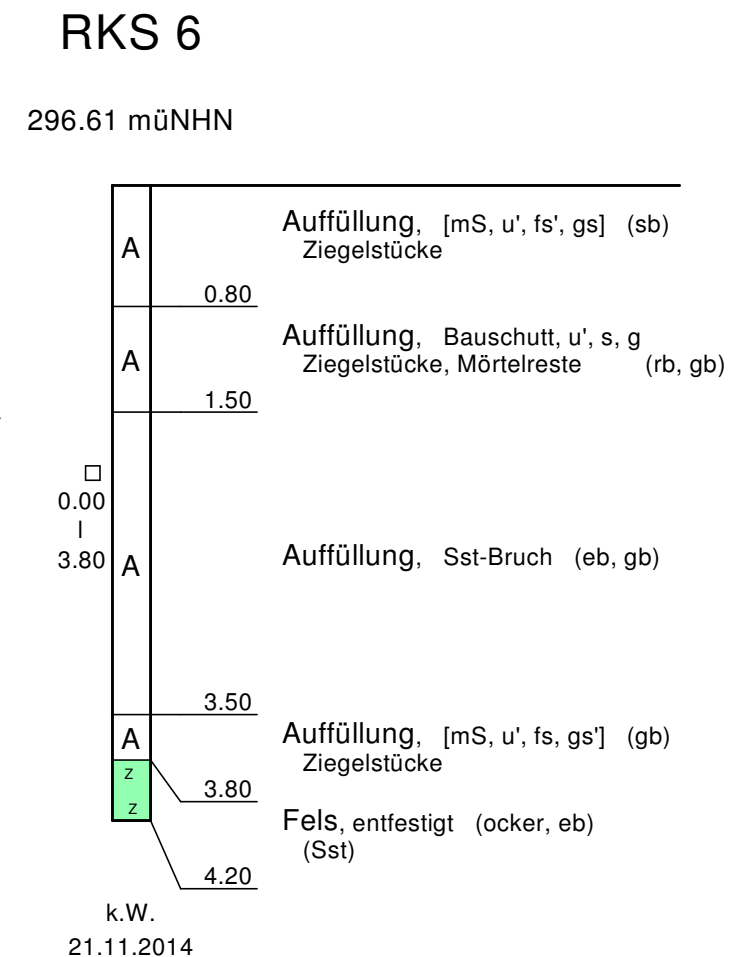 RKS 6
296.61 müNHN
A
Auffüllung, [mS, u', fs', gs] (sb)
Ziegelstücke
0.80
A
Auffüllung, Bauschutt, u', s, g
Ziegelstücke, Mörtelreste (rb, gb)
1.50
0.00
3.80
A
Auffüllung, Sst-Bruch (eb, gb)
3.50
A
Auffüllung, [mS, u', fs, gs'] (gb)
Ziegelstücke
z
3.80
z
Fels, entfestigt (ocker, eb)
(Sst)
4.20
k.W.
21.11.2014